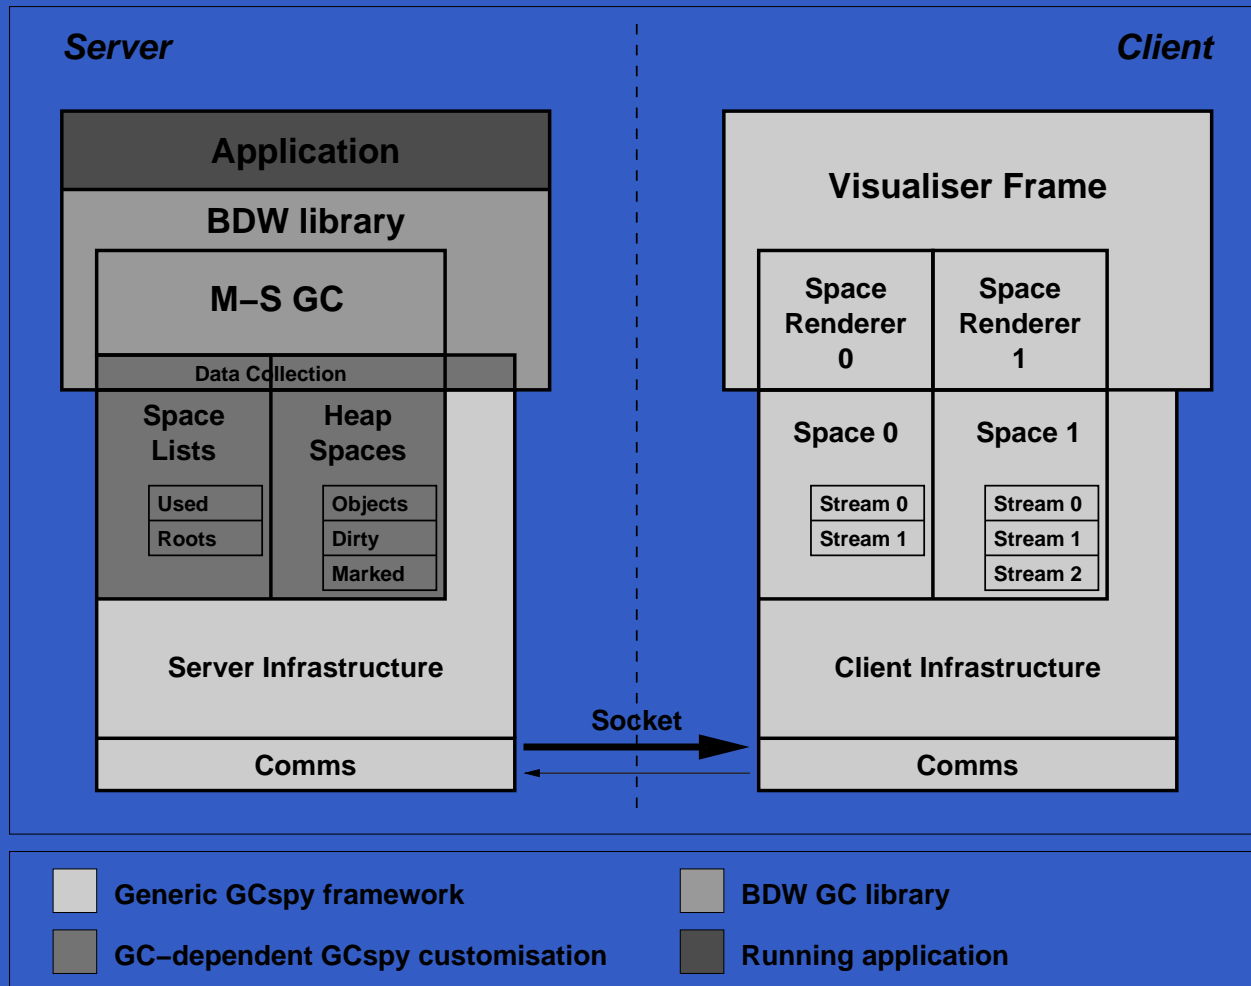 Server
Client
Application
BDW library
M–S GC
Data Collection
Space
Lists
Heap
Spaces
Used
Roots
Objects
Dirty
Marked
Server Infrastructure
Comms
Socket
Visualiser Frame
Space
Renderer
0
Space
Renderer
1
Space 0
Space 1
Stream 0
Stream 1
Stream 0
Stream 1
Stream 2
Client Infrastructure
Comms
Generic GCspy framework
BDW GC library
GC–dependent GCspy customisation
Running application